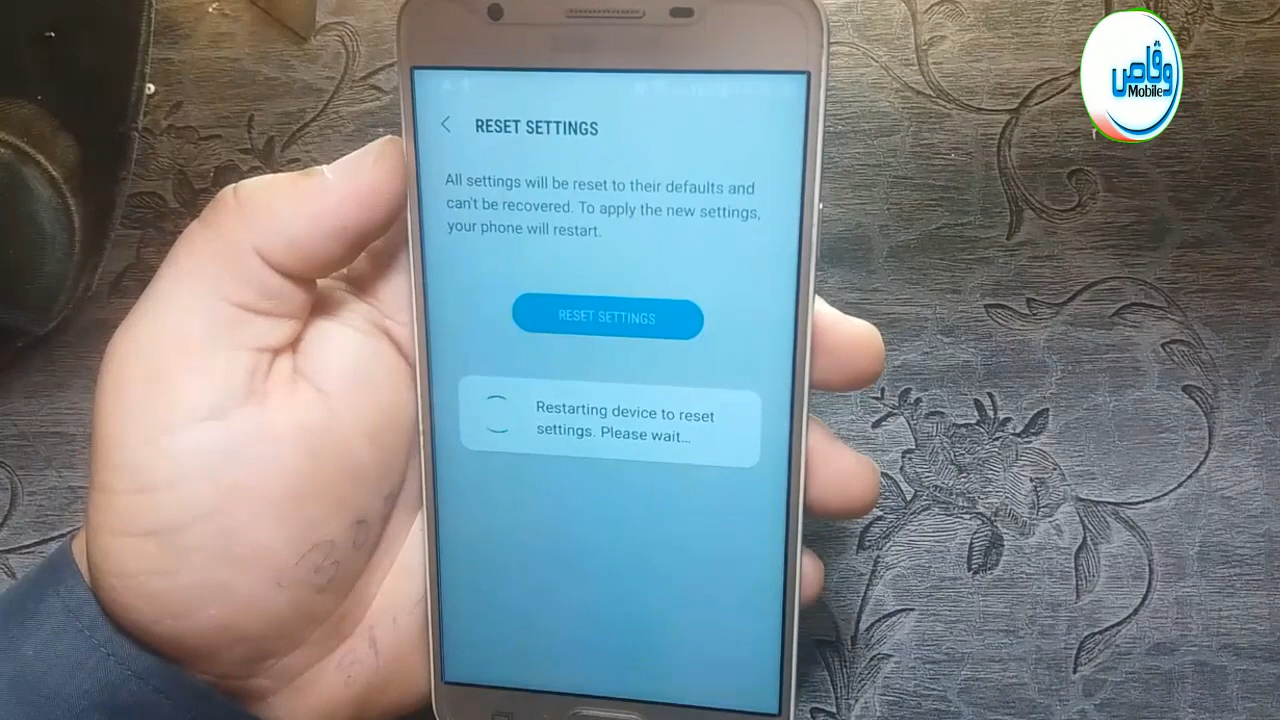 وقاص
Mobile
RESET SETTINGS
All settings will be reset to their defaults and
can't be recovered. To apply the new settings,
your phone will restart.
RESET SETTINGS
Restarting device to reset
settings. Please wait...